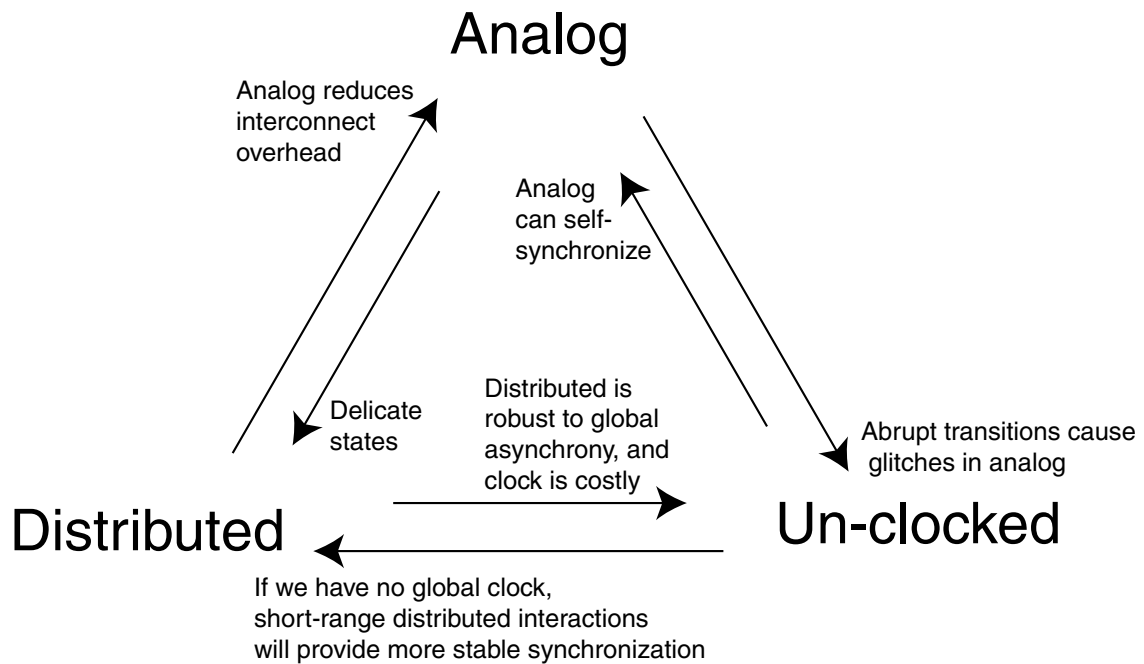 Analog
Analog reduces
interconnect
overhead
Analog
can self-
synchronize
Delicate
states
Distributed is
robust to global
asynchrony, and
clock is costly
Abrupt transitions cause
glitches in analog
Distributed
Un-clocked
If we have no global clock,
short-range distributed interactions
will provide more stable synchronization